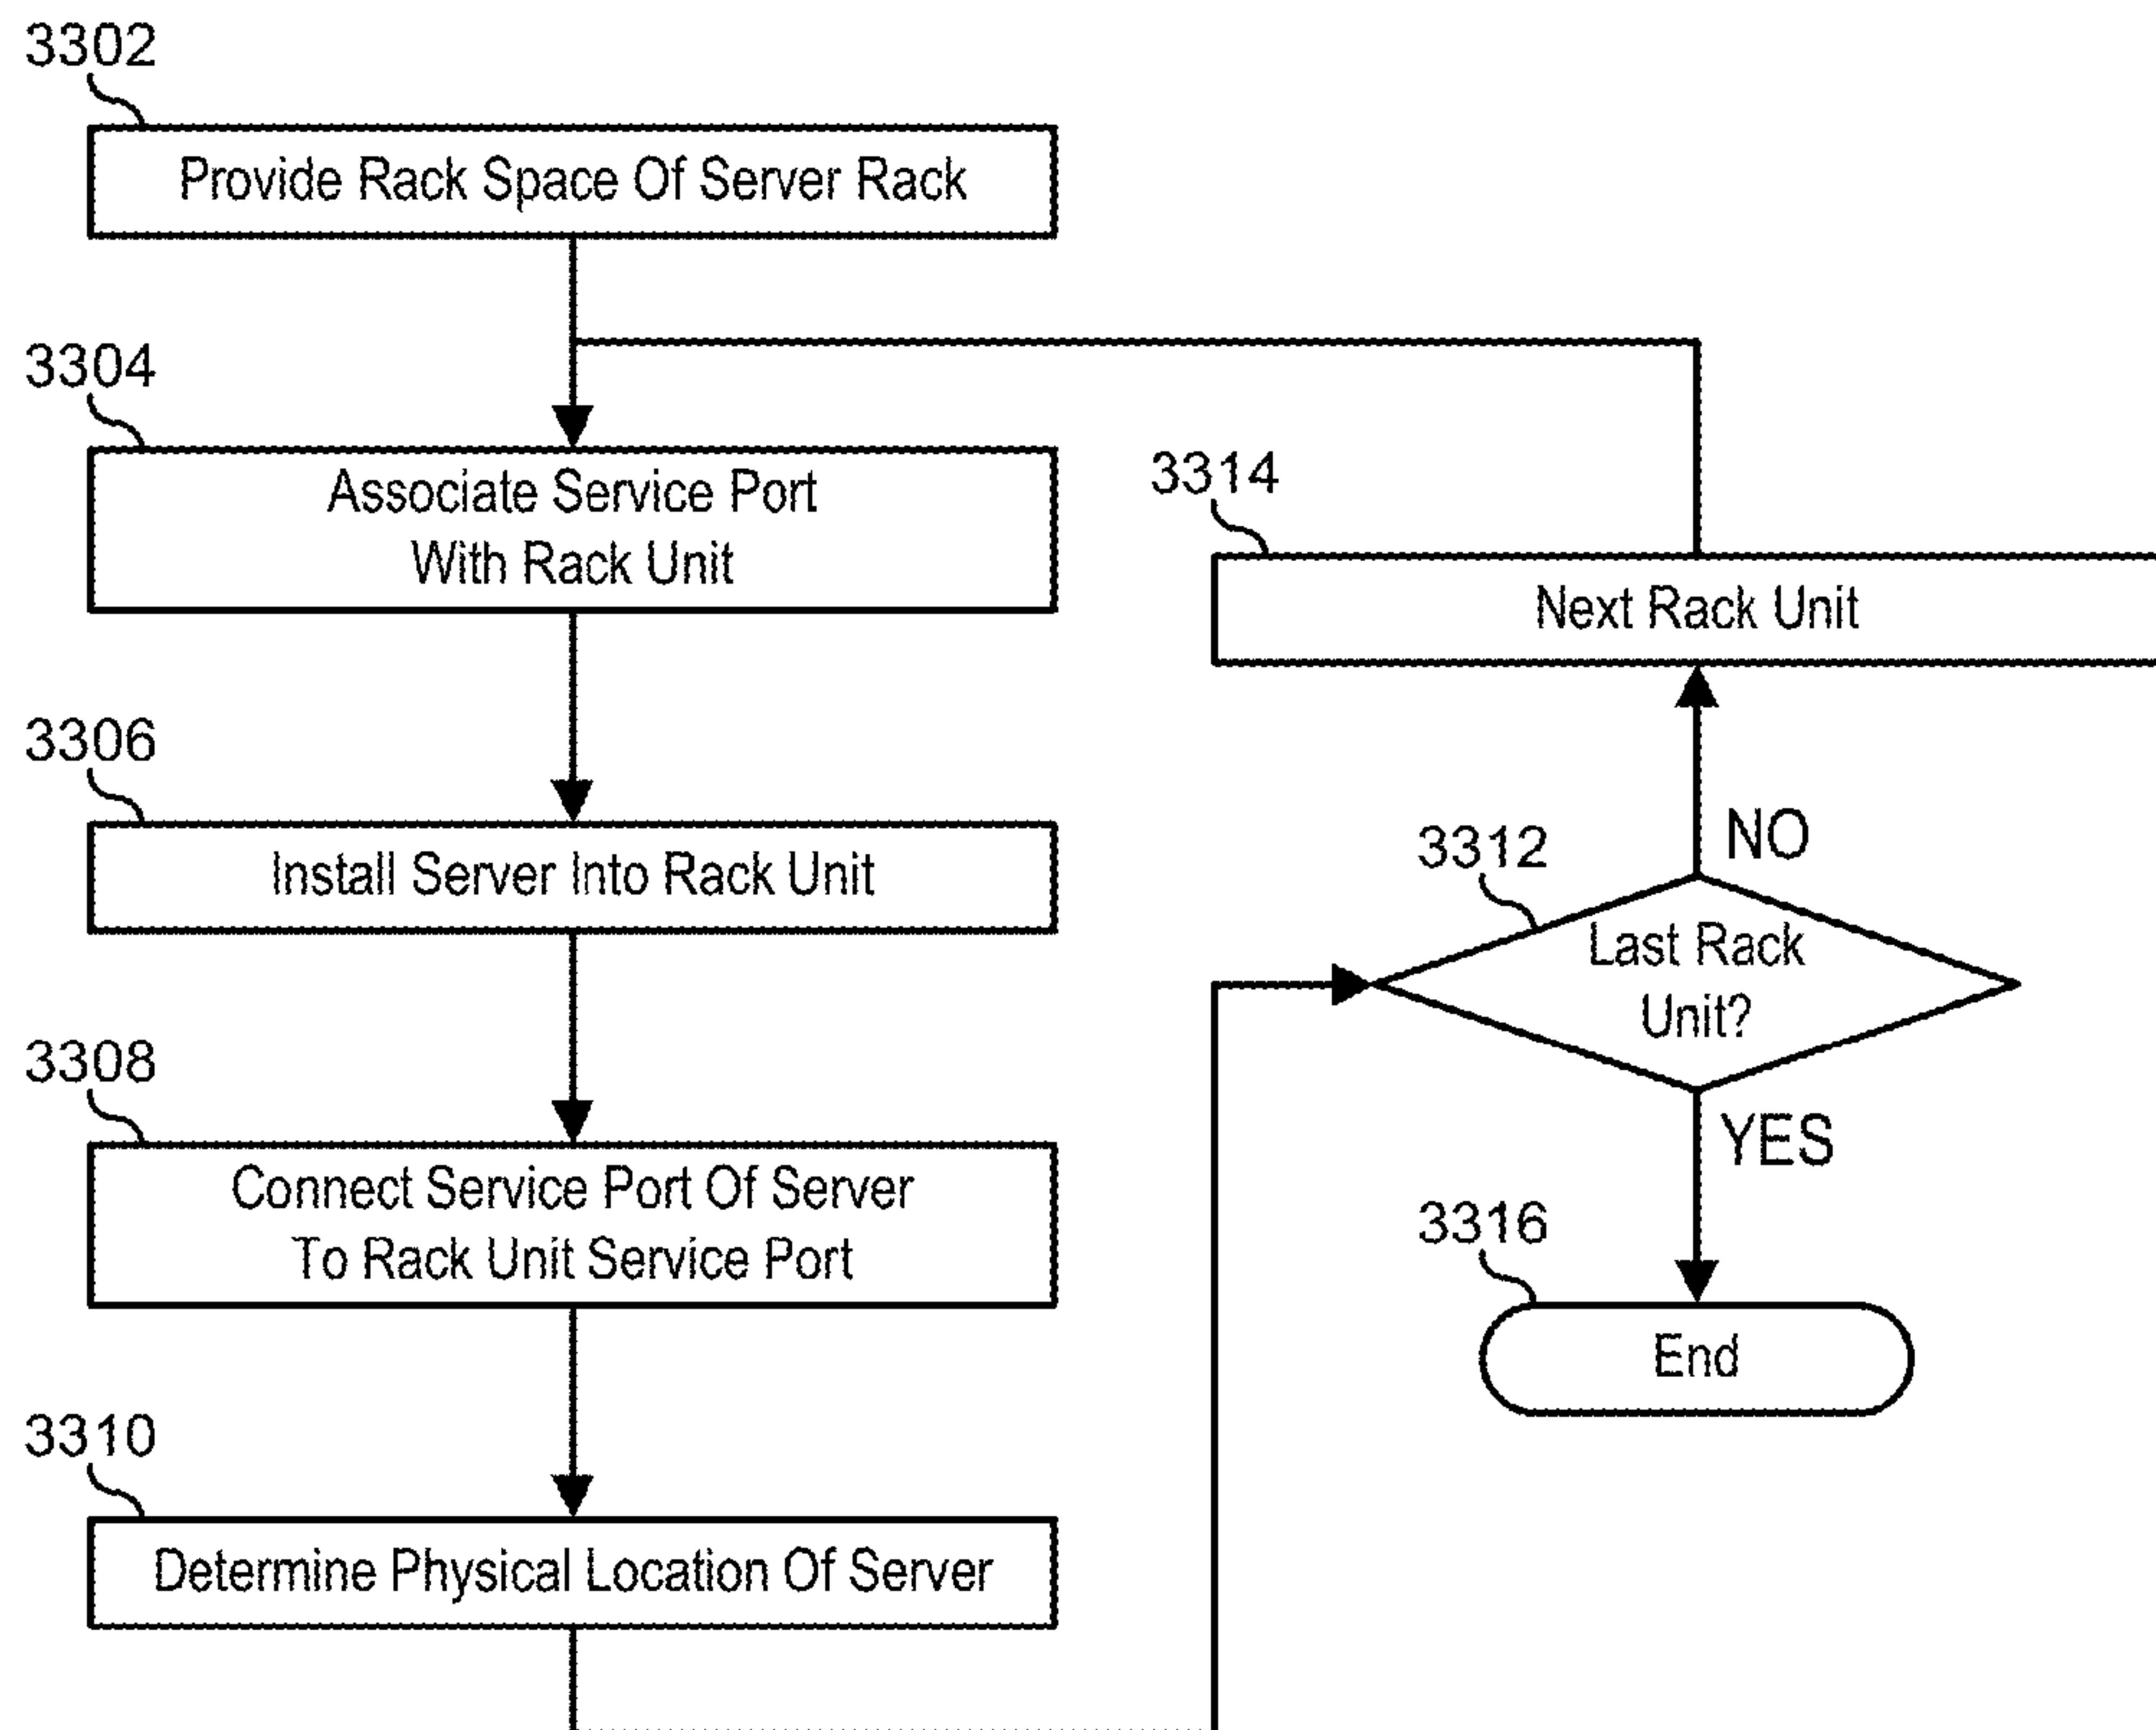 3302
Provide Rack Space Of Server Rack
3304
Associate Service Port
With Rack Unit
3306
Install Server Into Rack Unit
3308
Connect Service Port Of Server
To Rack Unit Service Port
3310
Determine Physical Location Of Server
3314
Next Rack Unit
NO
3312
Last Rack
Unit?
YES
3316
End